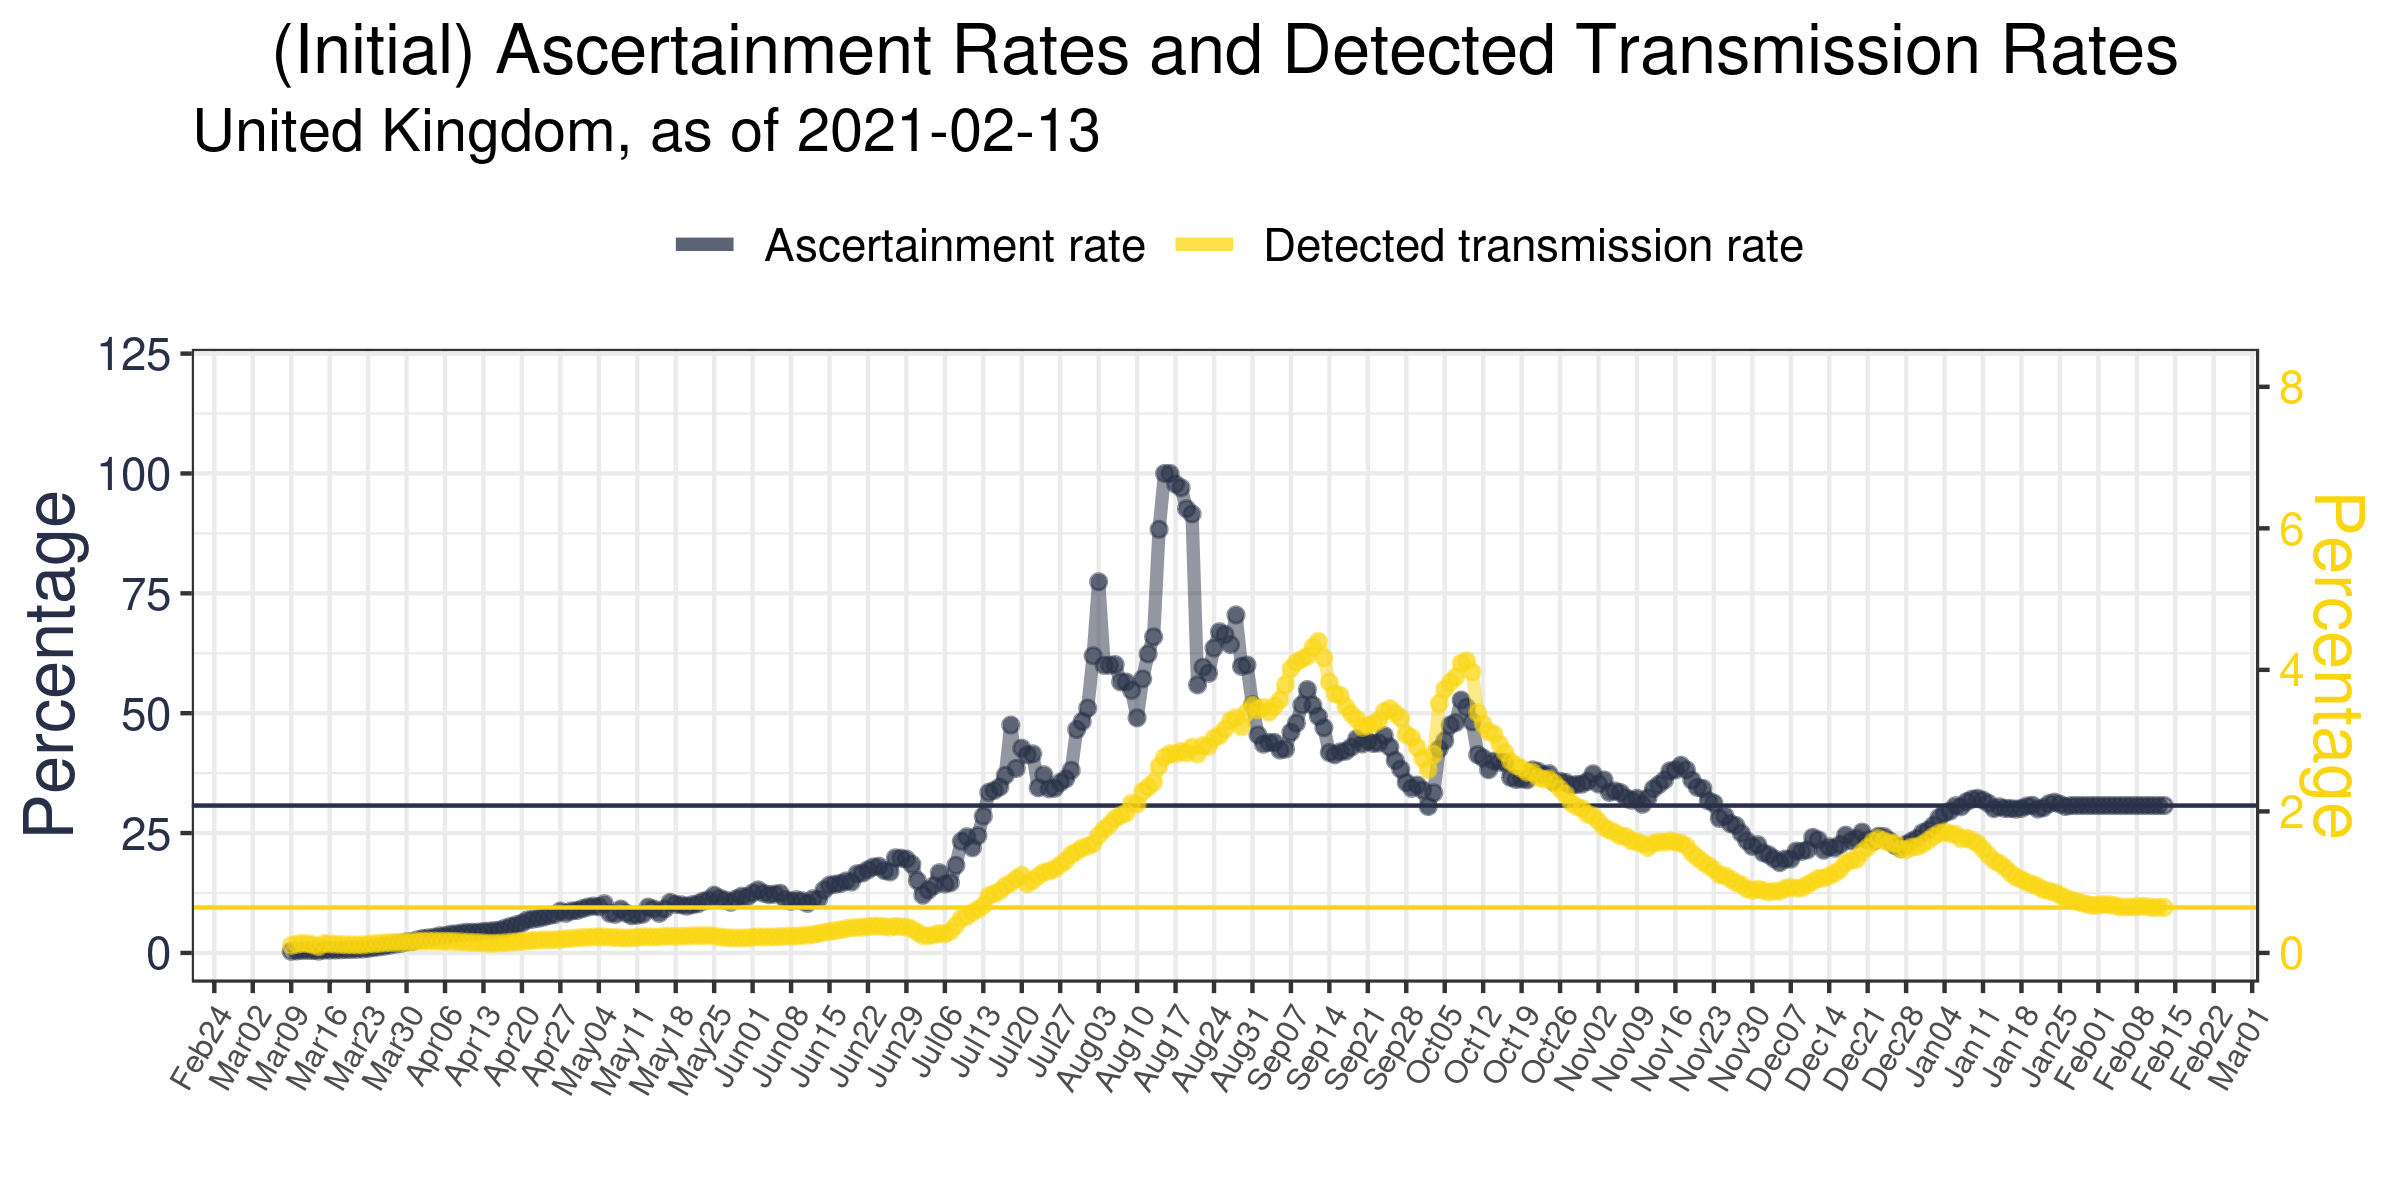 (Initial) Ascertainment Rates and Detected Transmission Rates
United Kingdom, as of 2021-02-13
Ascertainment rate
Detected transmission rate
Percentage
125
100
75
50
25
0
8
6
4
2
0
Percentage
Feb24
Mar02
Mar09
Mar16
Mar23
Mar30
Apr06
Apr13
Apr20
Apr27
May04
May11
May18
May25
Jun01
Jun08
Jun15
Jun22
Jun29
Jul06
Jul13
Jul20
Jul27
Aug03
Aug10
Aug17
Aug24
Aug31
Sep07
Sep14
Sep21
Sep28
Oct05
Oct12
Oct19
Oct26
Nov02
Nov09
Nov16
Nov23
Nov30
Dec07
Dec14
Dec21
Dec28
Jan04
Jan11
Jan18
Jan25
Feb01
Feb08
Feb15
Feb22
Mar01